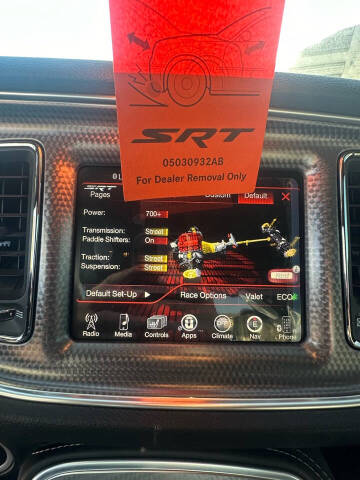 SRT
05030932AB
For Dealer Removal Only
SRT
Pages
Custom
Default
Power: 700+
Transmission: Street
Paddle Shifters: On
Traction: Street
Suspension: Street
Default Set-Up
Race Options
Valet
ECO
Radio
Media
Controls
Apps
Climate
E
Nav
Phone